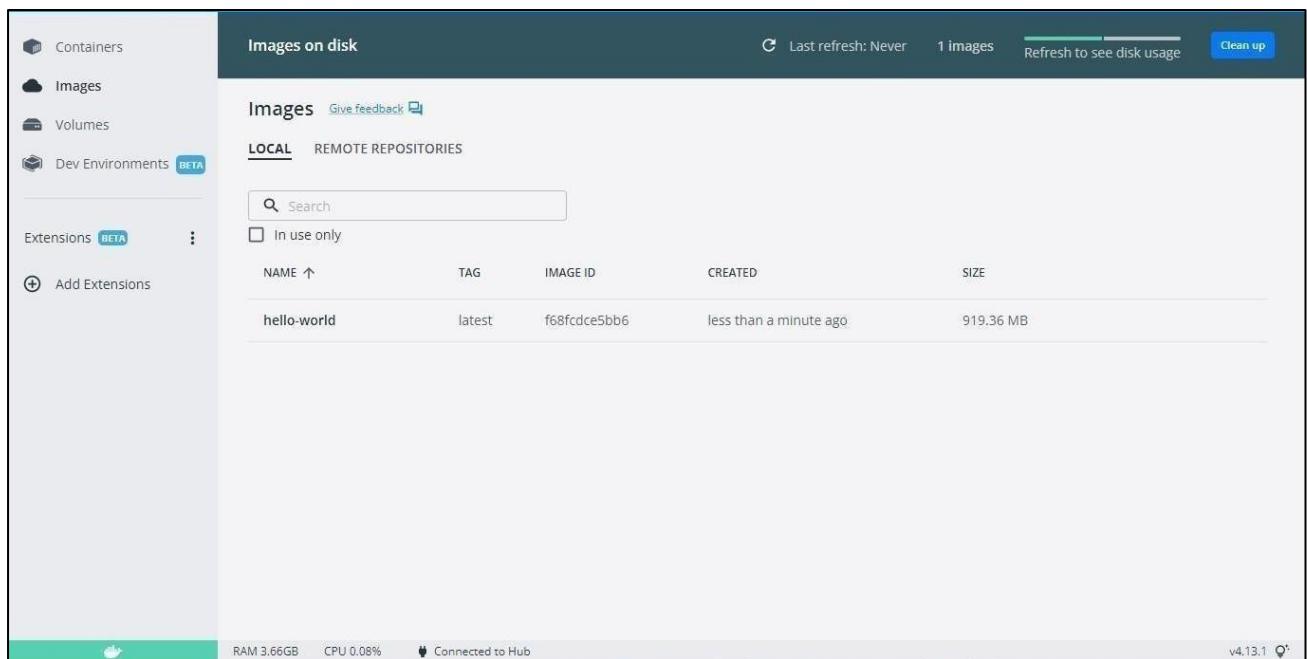 Containers
Images
Volumes
Dev Environments BETA
Extensions BETA
Add Extensions
Images on disk
Last refresh: Never
1 images
Refresh to see disk usage
Clean up
Images Give feedback
LOCAL REMOTE REPOSITORIES
Search
In use only
NAME TAG IMAGE ID CREATED SIZE
hello-world latest f68fcdce5bb6 less than a minute ago 919.36 MB
RAM 3.66GB CPU 0.08% Connected to Hub v4.13.1